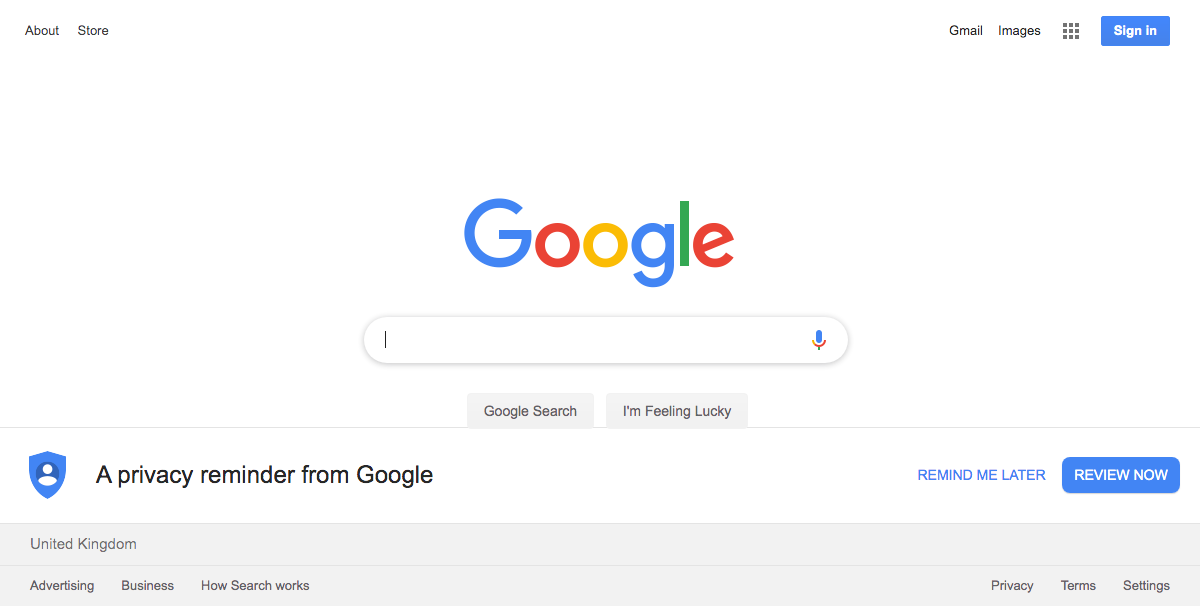 About Store Gmail Images Sign in
Google
Google Search I'm Feeling Lucky
A privacy reminder from Google REMIND ME LATER REVIEW NOW
United Kingdom
Advertising Business How Search works Privacy Terms Settings